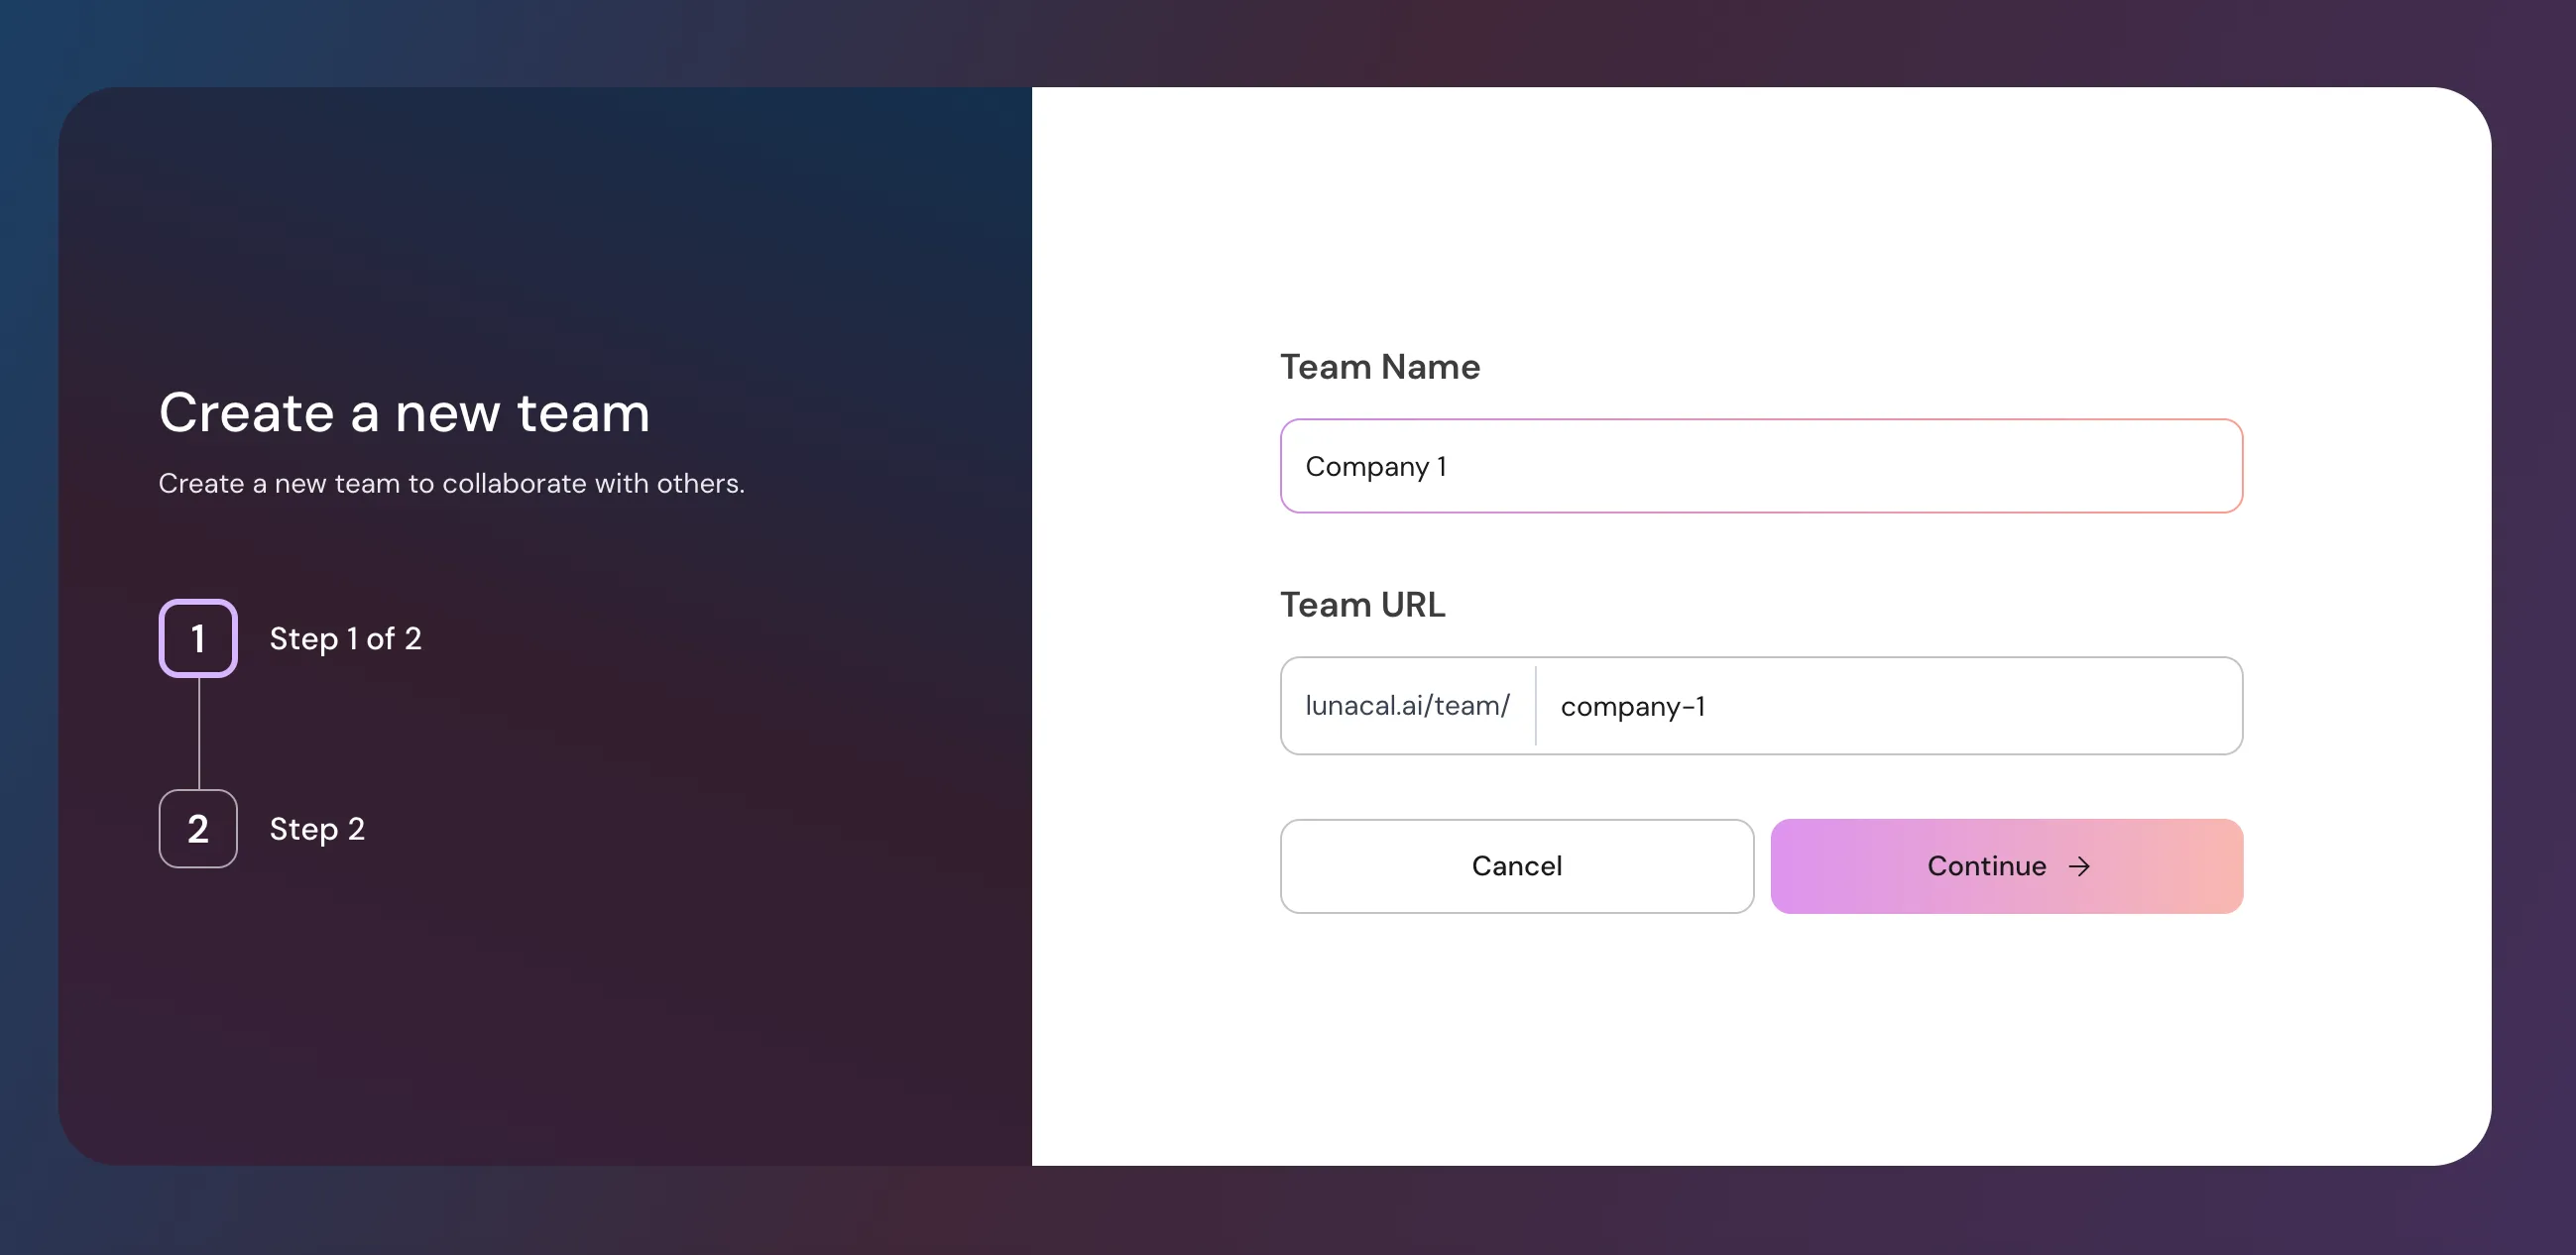 Create a new team
Create a new team to collaborate with others.
1
Step 1 of 2
2
Step 2
Team Name
Company 1
Team URL
lunacal.ai/team/ company-1
Cancel
Continue →